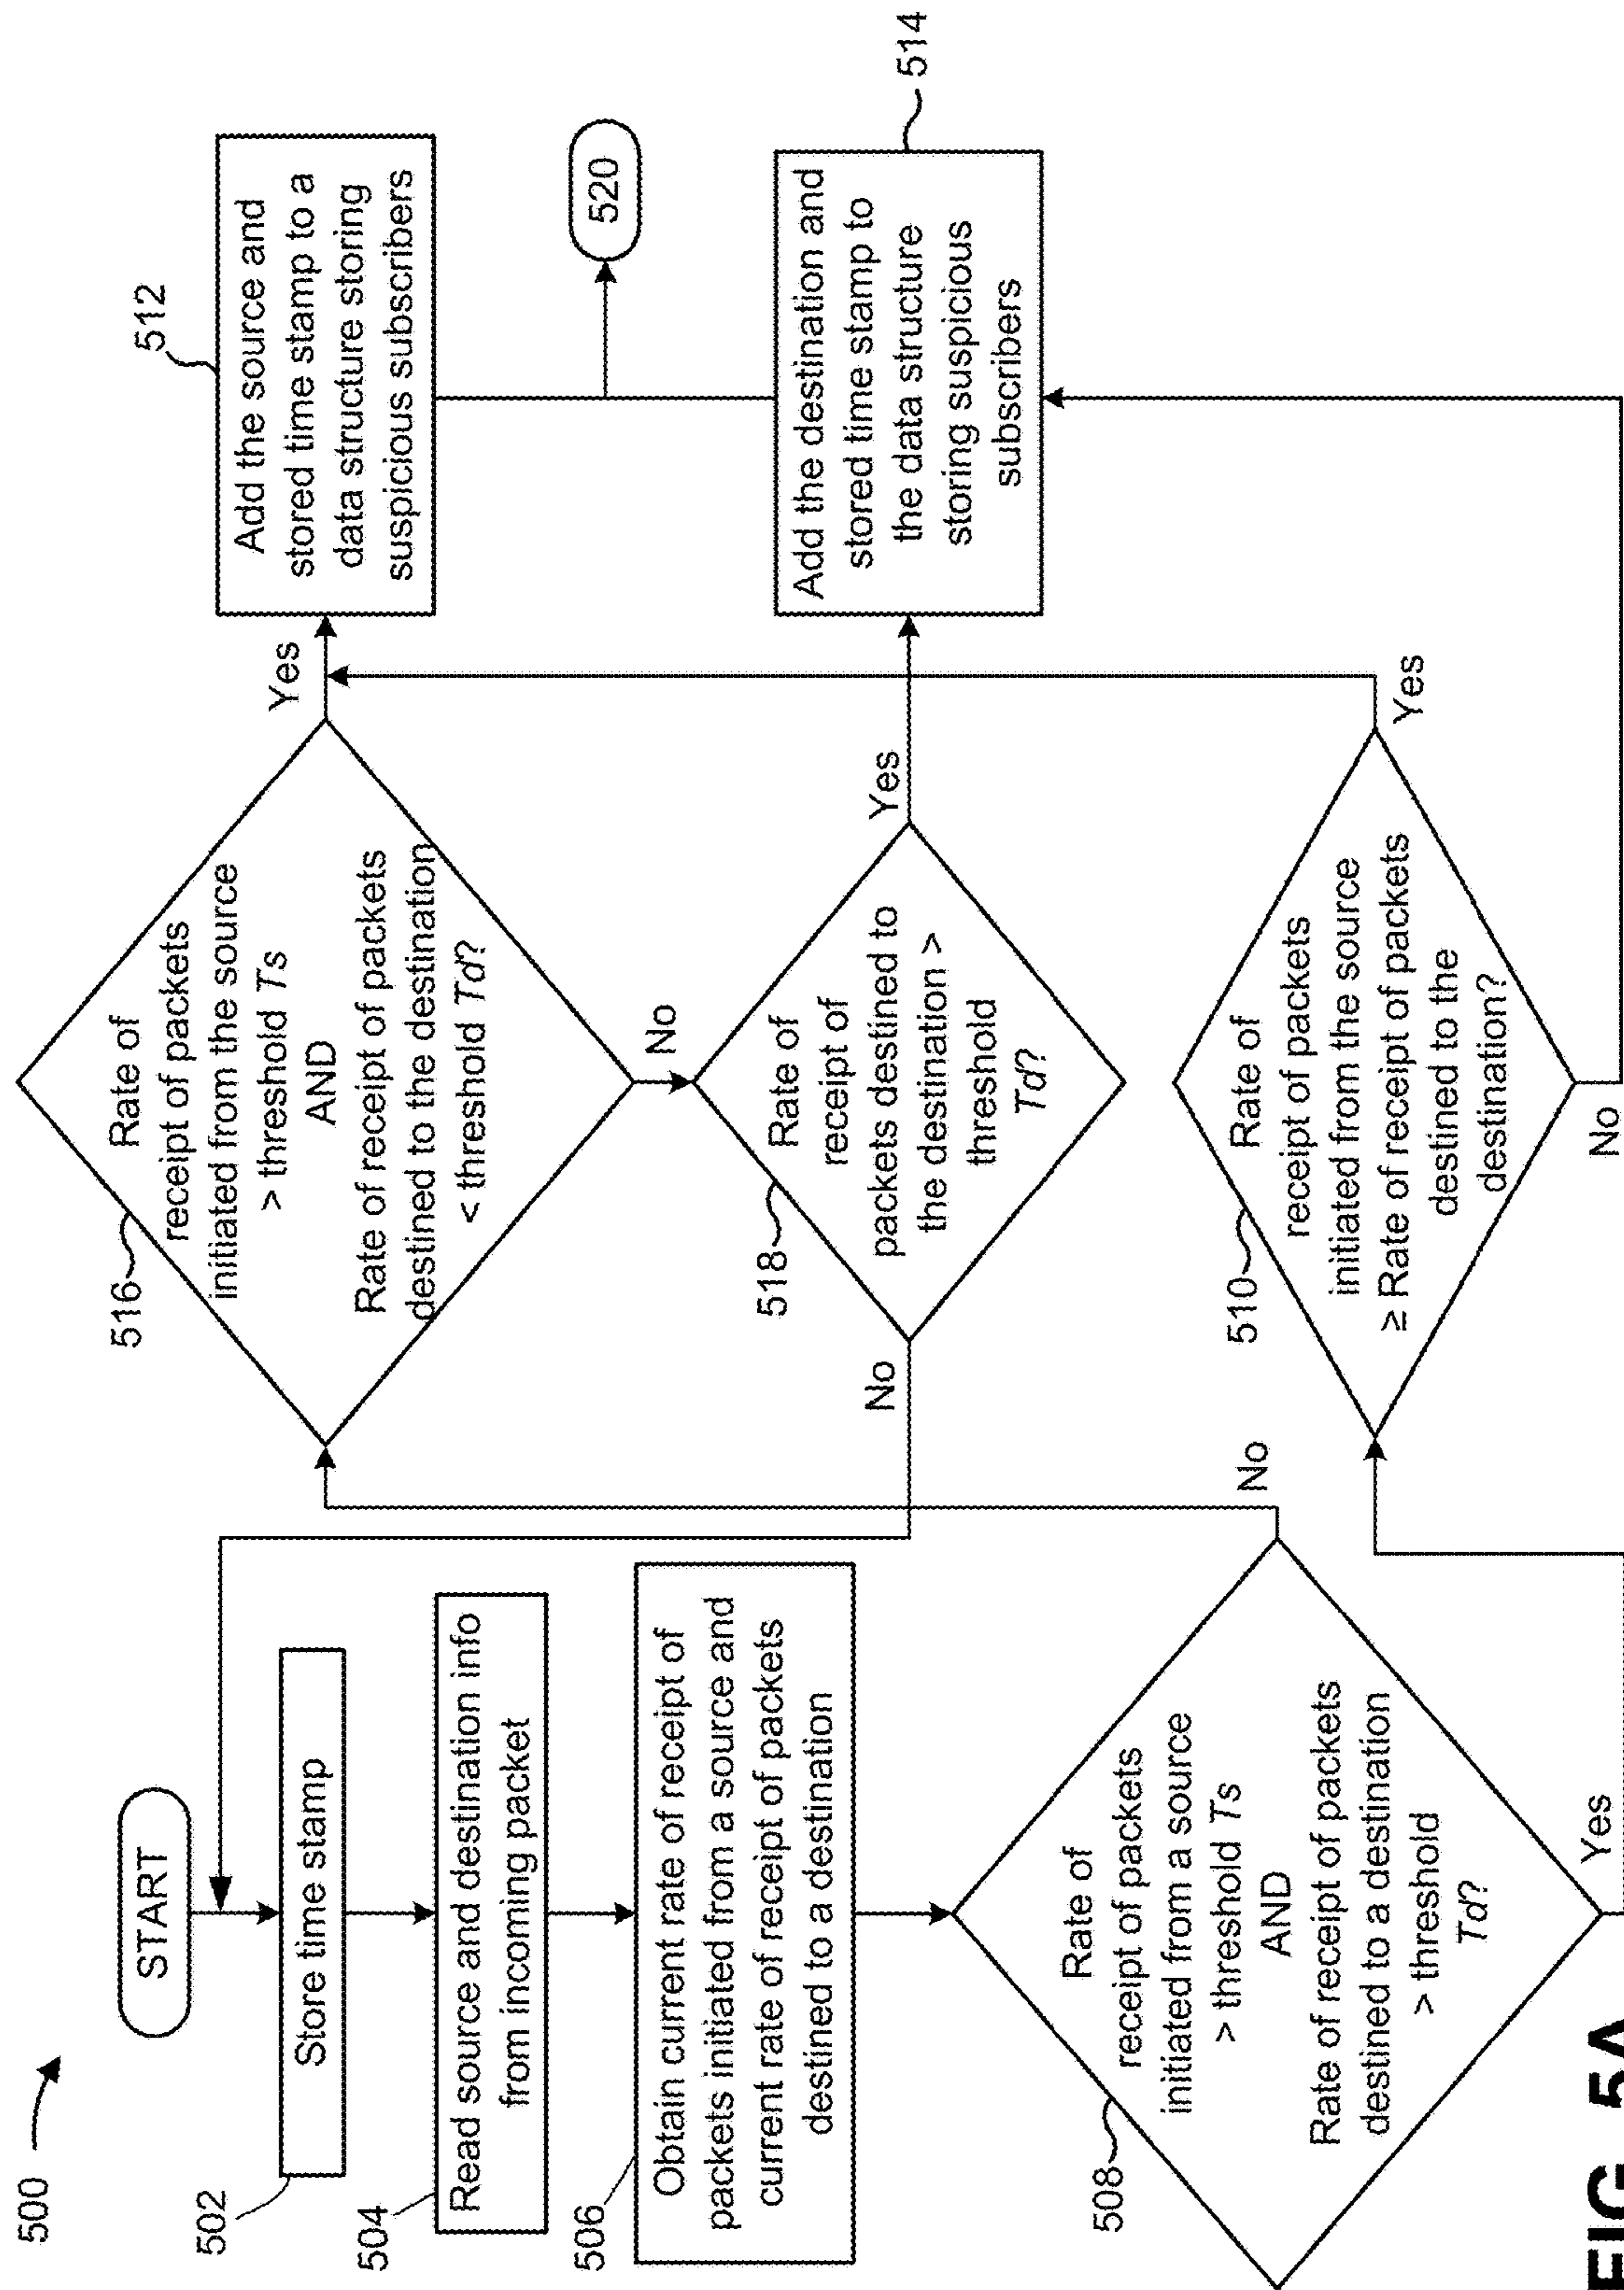 500
START
502
Store time stamp
504
Read source and destination info
from incoming packet
506
Obtain current rate of receipt of
packets initiated from a source and
current rate of receipt of packets
destined to a destination
508
Rate of
receipt of packets
initiated from a source
> threshold Ts
AND
Rate of receipt of packets
destined to a destination
> threshold
Td?
No
Yes
516
Rate of
receipt of packets
initiated from the source
> threshold Ts
AND
Rate of receipt of packets
destined to the destination
< threshold Td?
Yes
No
518
Rate of
receipt of
packets destined to
the destination >
threshold
Td?
No
Yes
510
Rate of
receipt of packets
initiated from the source
≥ Rate of receipt of packets
destined to the
destination?
Yes
No
512
Add the source and
stored time stamp to a
data structure storing
suspicious subscribers
520
514
Add the destination and
stored time stamp to
the data structure
storing suspicious
subscribers
FIG. 5A